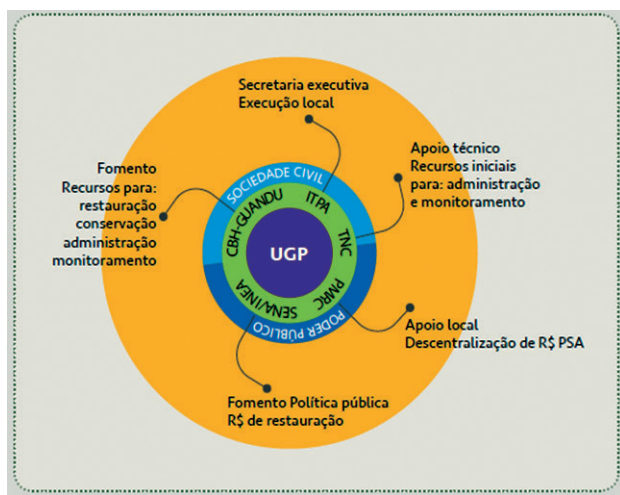 Secretaria executiva
Execução local
Apoio técnico
Recursos iniciais
para: administração
e monitoramento
Fomento
Recursos para:
restauração
conservação
administração
monitoramento
SOCIEDADE CIVIL
CBH-GUANDU
ITPA
TNC
UGP
PMRC
SENA/INEA
PODER PÚBLICO
Apoio local
Descentralização de R$ PSA
Fomento Política pública
R$ de restauração